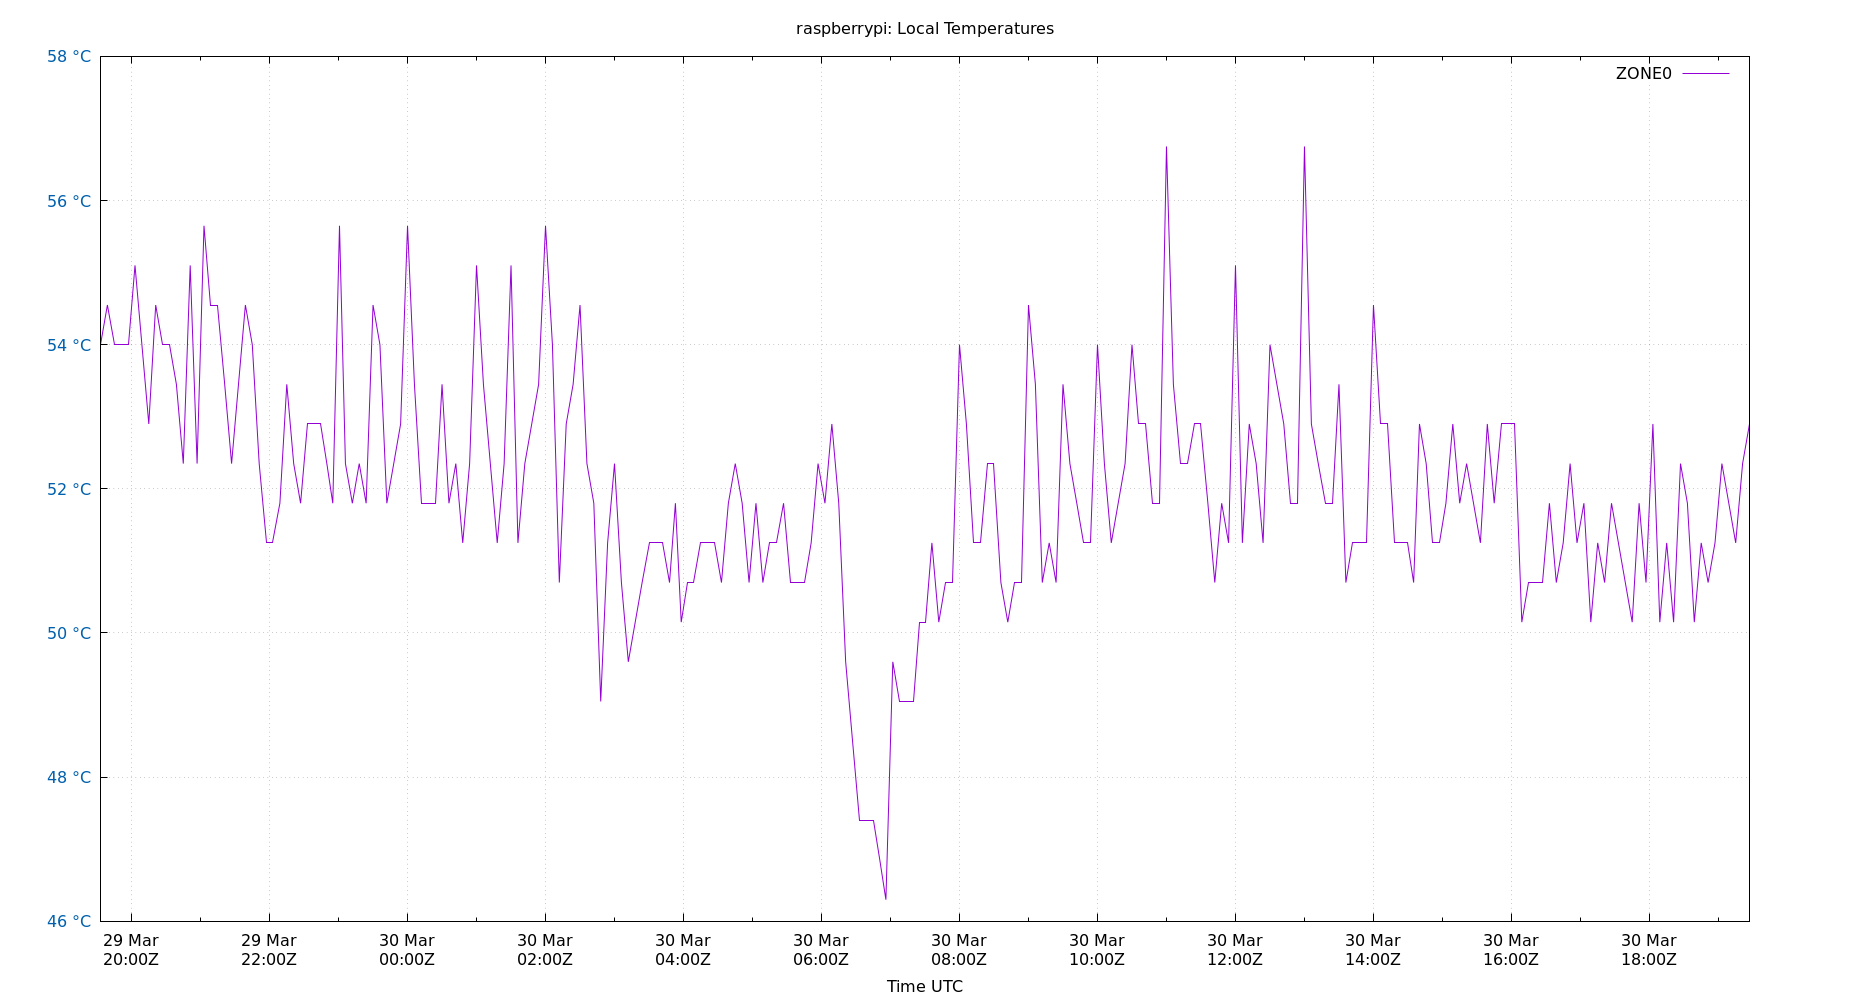 raspberrypi: Local Temperatures
58 °C
ZONE0
56 °C
54 °C
52 °C
50 °C
48 °C
46 °C
29 Mar 29 Mar 30 Mar 30 Mar 30 Mar 30 Mar 30 Mar 30 Mar 30 Mar 30 Mar 30 Mar 30 Mar
20:00Z 22:00Z 00:00Z 02:00Z 04:00Z 06:00Z 08:00Z 10:00Z 12:00Z 14:00Z 16:00Z 18:00Z
Time UTC